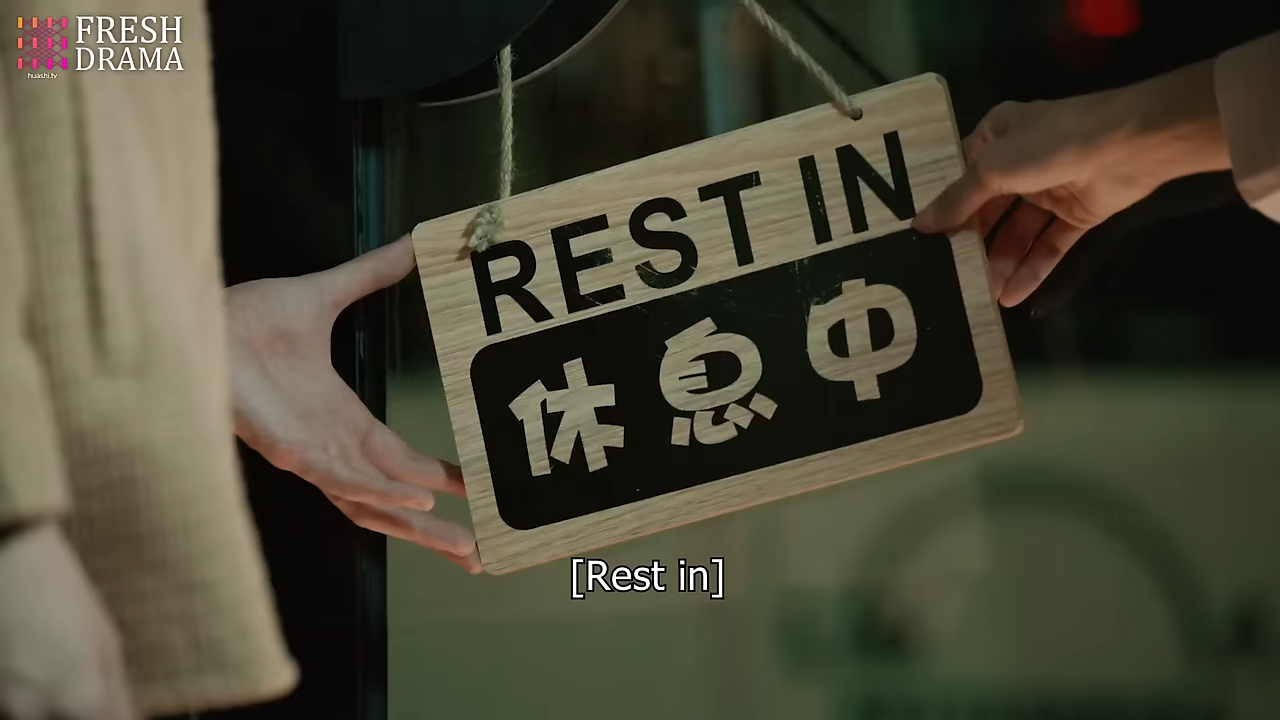 FRESH
DRAMA
huashi.tv
REST IN
休息中
[Rest in]